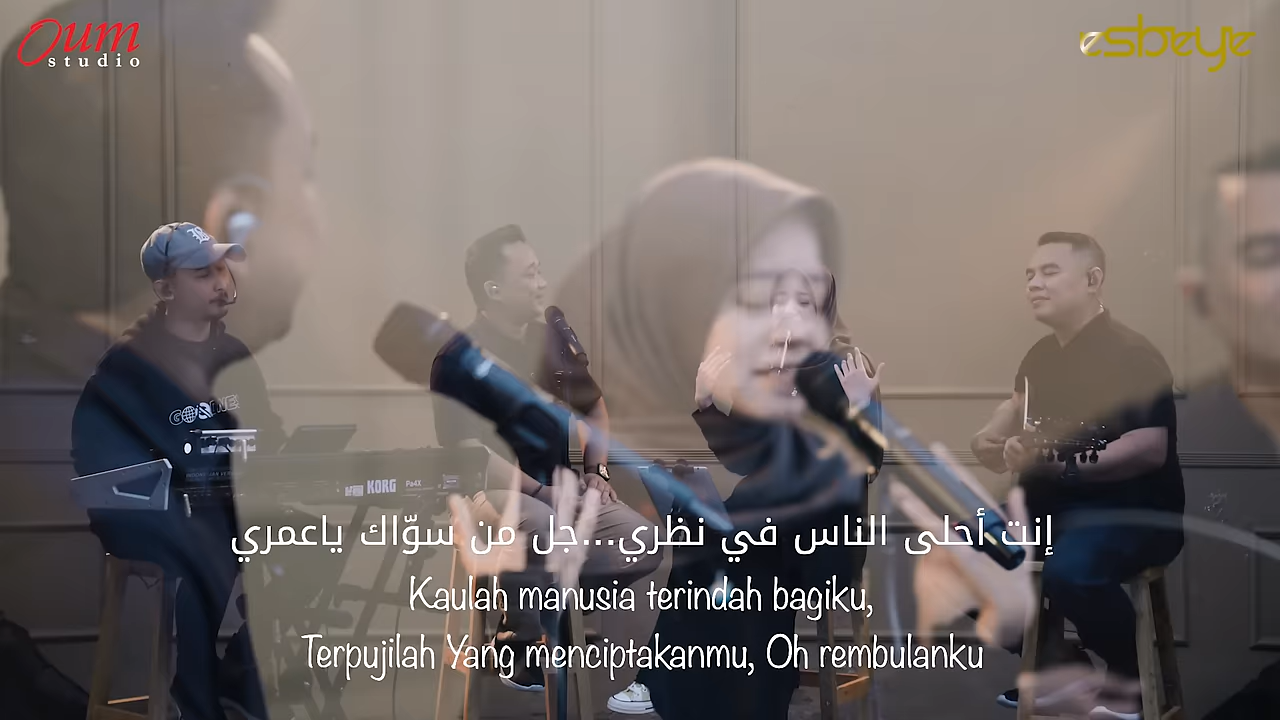 Oum
studio
esbeye
KORG Pa4X
إنت أحلى الناس في نظري...جل من سوّاك ياعمري
Kaulah manusia terindah bagiku,
Terpujilah Yang menciptakanmu, Oh rembulanku